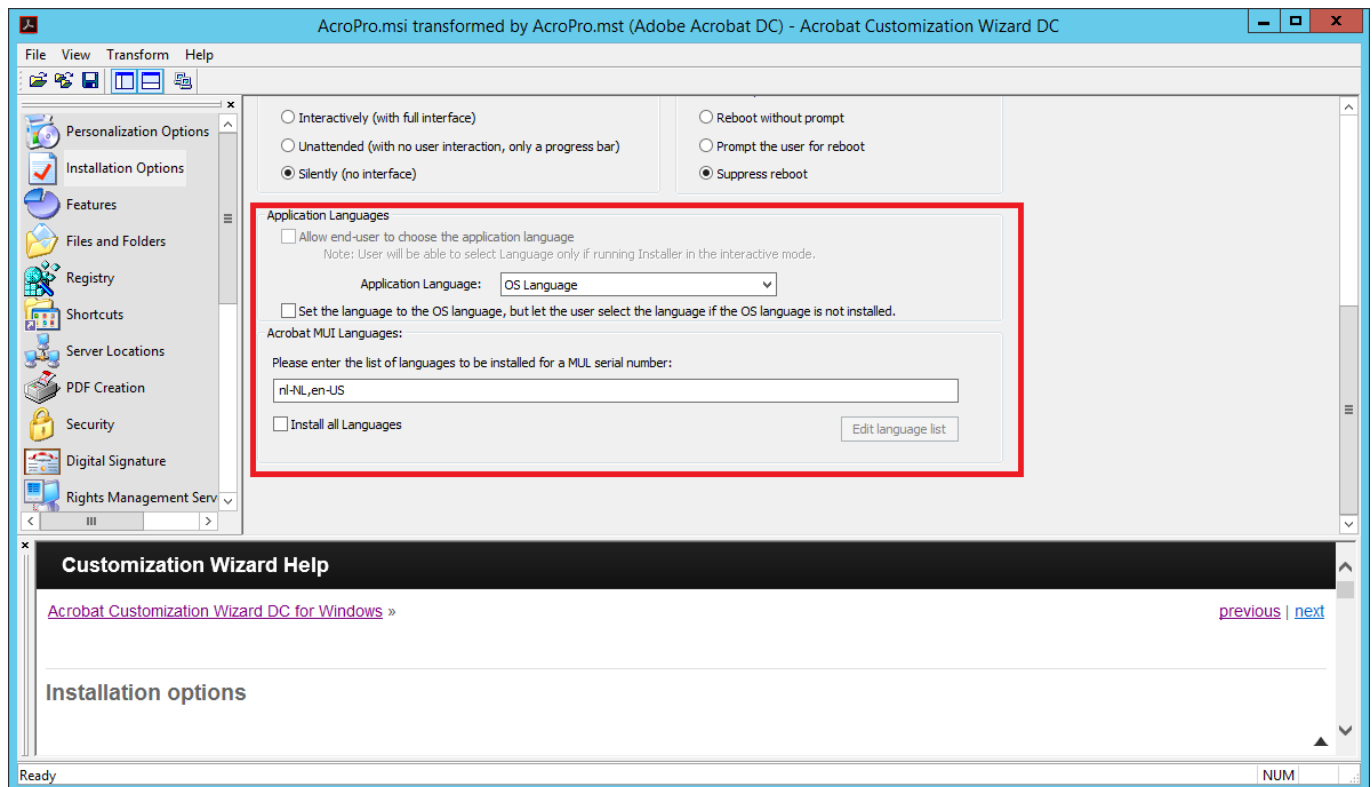 AcroPro.msi transformed by AcroPro.mst (Adobe Acrobat DC) - Acrobat Customization Wizard DC
File View Transform Help
Personalization Options
Installation Options
Features
Files and Folders
Registry
Shortcuts
Server Locations
PDF Creation
Security
Digital Signature
Rights Management Serv
Interactively (with full interface)
Unattended (with no user interaction, only a progress bar)
Silently (no interface)
Reboot without prompt
Prompt the user for reboot
Suppress reboot
Application Languages
Allow end-user to choose the application language
Note: User will be able to select Language only if running Installer in the interactive mode.
Application Language: OS Language
Set the language to the OS language, but let the user select the language if the OS language is not installed.
Acrobat MUI Languages:
Please enter the list of languages to be installed for a MUL serial number:
nl-NL,en-US
Install all Languages
Edit language list
Customization Wizard Help
Acrobat Customization Wizard DC for Windows »
previous | next
Installation options
Ready
NUM